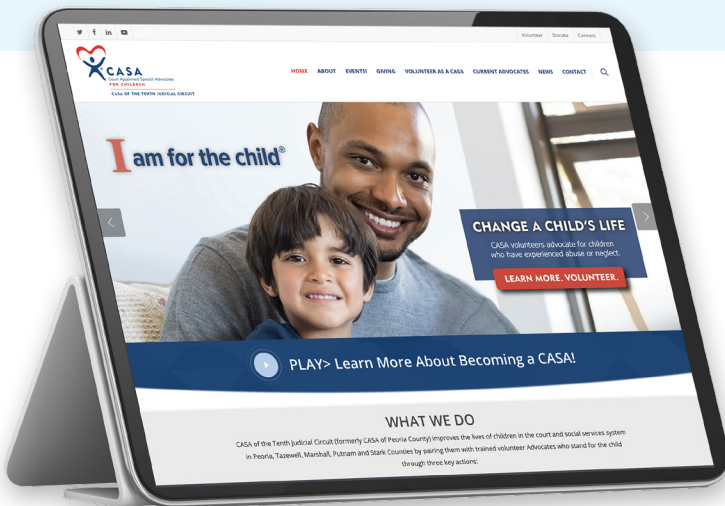 Volunteer Donate Contact
CASA
Court Appointed Special Advocates
FOR CHILDREN
CASA OF THE TENTH JUDICIAL CIRCUIT
HOME ABOUT EVENTS! GIVING VOLUNTEER AS A CASA CURRENT ADVOCATES NEWS CONTACT
I am for the child®
CHANGE A CHILD'S LIFE
CASA volunteers advocate for children
who have experienced abuse or neglect.
LEARN MORE. VOLUNTEER.
PLAY> Learn More About Becoming a CASA!
WHAT WE DO
CASA of the Tenth Judicial Circuit (formerly CASA of Peoria County) improves the lives of children in the court and social services system
in Peoria, Tazewell, Marshall, Putnam and Stark Counties by pairing them with trained volunteer Advocates who stand for the child
through three key actions: